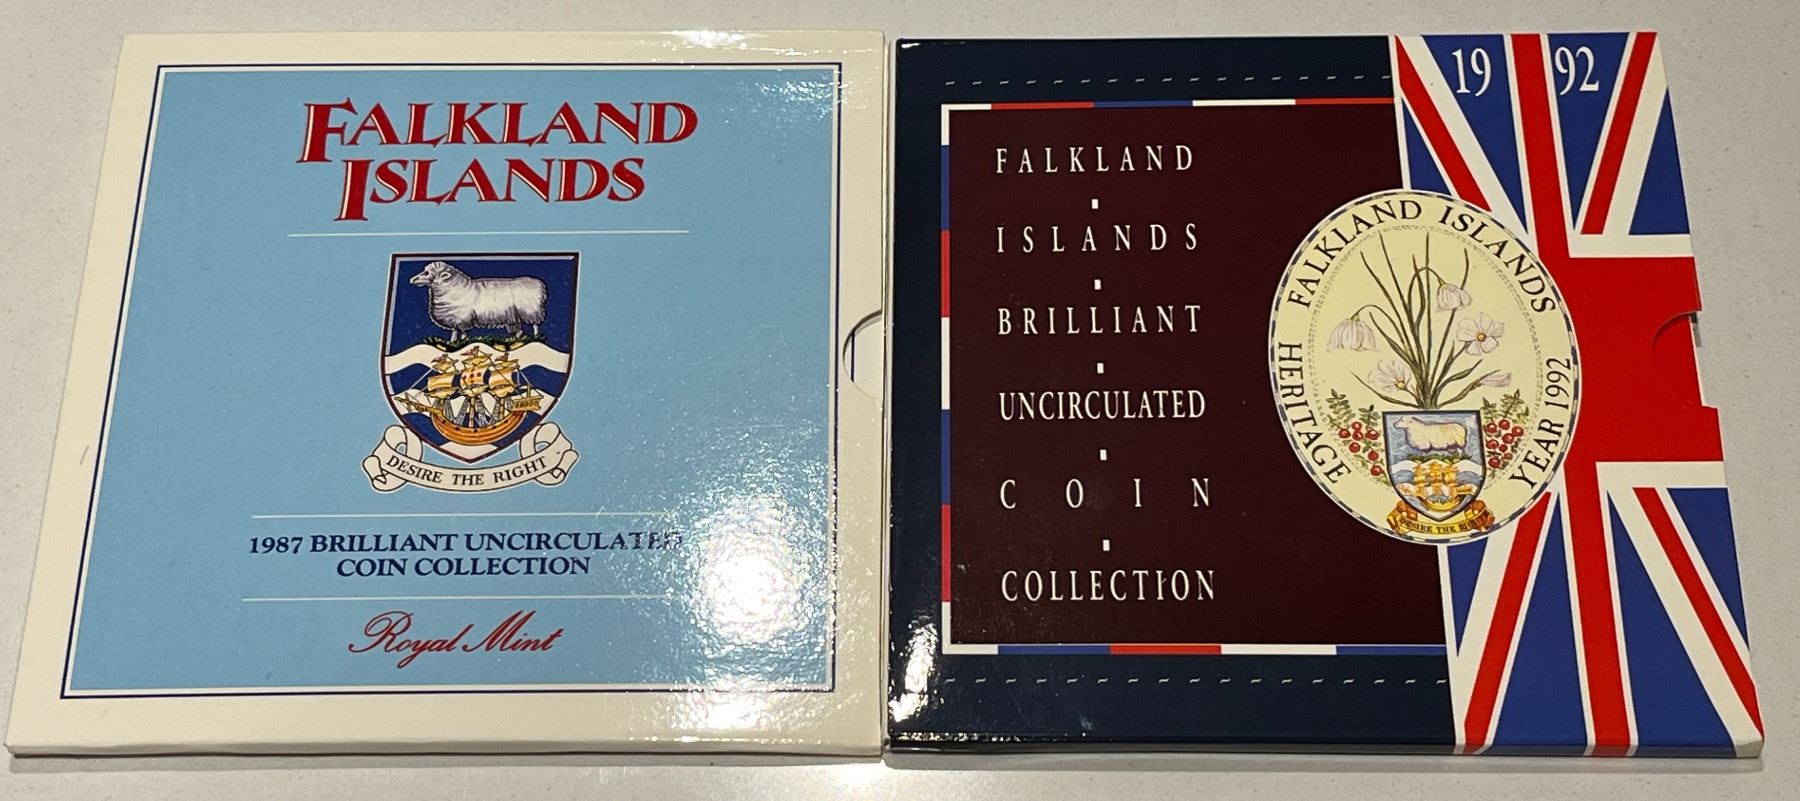 FALKLAND
ISLANDS
DESIRE THE RIGHT
1987 BRILLIANT UNCIRCULATED
COIN COLLECTION
Royal Mint
19 92
FALKLAND
ISLANDS
BRILLIANT
UNCIRCULATED
COIN
COLLECTION
FALKLAND ISLANDS
HERITAGE YEAR 1992
DESIRE THE RIGHT